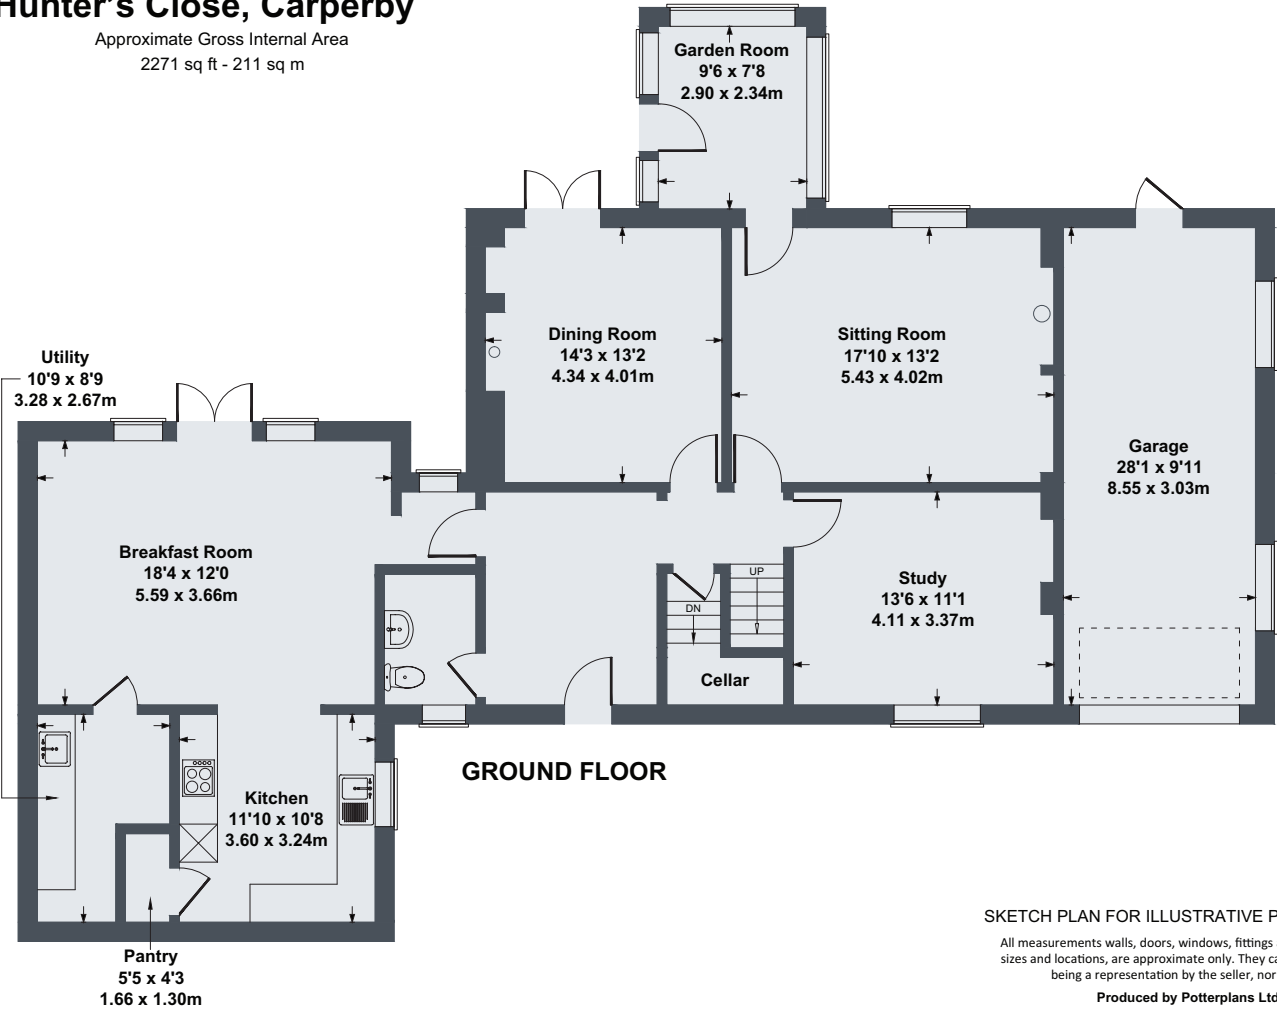 Hunter's Close, Carperby
Approximate Gross Internal Area
2271 sq ft - 211 sq m
Garden Room
9'6 x 7'8
2.90 x 2.34m
Dining Room
14'3 x 13'2
4.34 x 4.01m
Sitting Room
17'10 x 13'2
5.43 x 4.02m
Utility
10'9 x 8'9
3.28 x 2.67m
Garage
28'1 x 9'11
8.55 x 3.03m
Breakfast Room
18'4 x 12'0
5.59 x 3.66m
UP
DN
Study
13'6 x 11'1
4.11 x 3.37m
Cellar
GROUND FLOOR
Kitchen
11'10 x 10'8
3.60 x 3.24m
Pantry
5'5 x 4'3
1.66 x 1.30m
SKETCH PLAN FOR ILLUSTRATIVE P
All measurements walls, doors, windows, fittings
sizes and locations, are approximate only. They ca
being a representation by the seller, nor
Produced by Potterplans Ltd